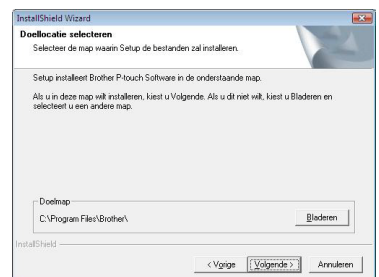 InstallShield Wizard
Doellocatie selecteren
Selecteer de map waarin Setup de bestanden zal installeren.
Setup installeert Brother P-touch Software in de onderstaande map.
Als u in deze map wilt installeren, kiest u Volgende. Als u dit niet wilt, kiest u Bladeren en
selecteert u een andere map.
Doelmap
C:\Program Files\Brother\
Bladeren
InstallShield
< Vorige
Volgende >
Annuleren